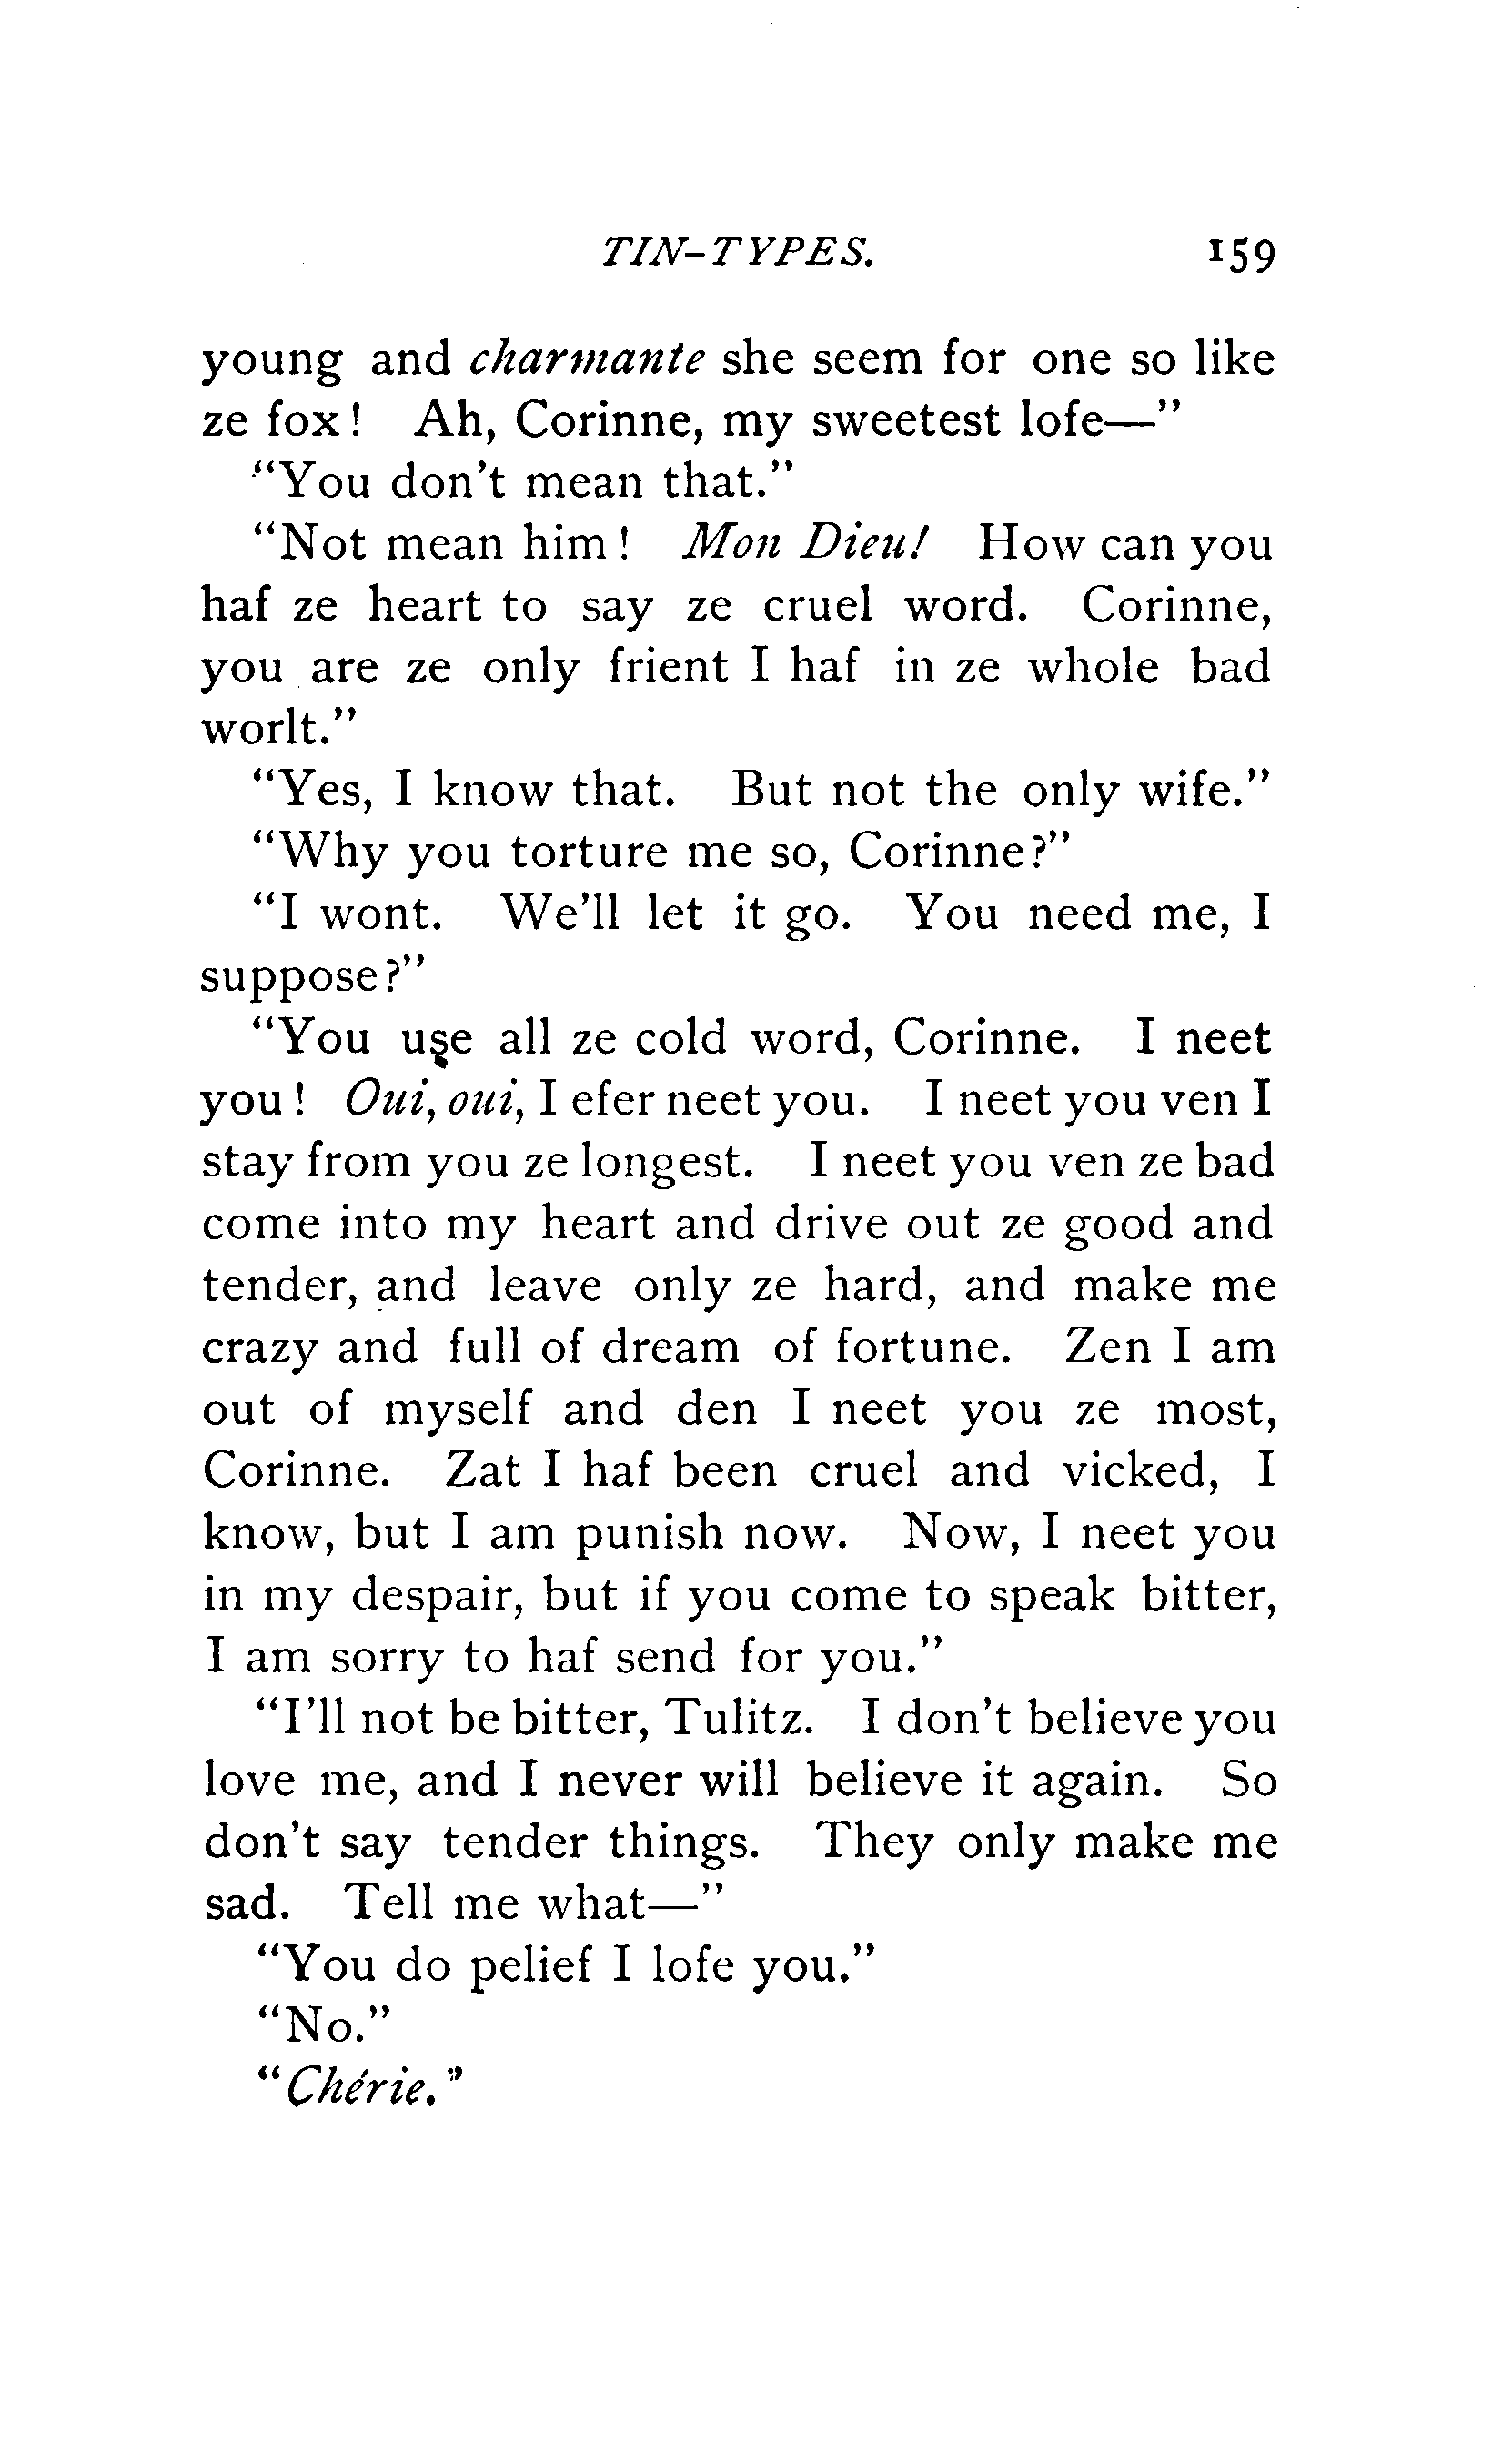 TIN-TYPES. 159
young and charmante she seem for one so like
ze fox! Ah, Corinne, my sweetest lofe—"
"You don't mean that."
"Not mean him! Mon Dieu! How can you
haf ze heart to say ze cruel word. Corinne,
you are ze only frient I haf in ze whole bad
worlt."
"Yes, I know that. But not the only wife."
"Why you torture me so, Corinne?"
"I wont. We'll let it go. You need me, I
suppose?"
"You use all ze cold word, Corinne. I neet
you! Oui, oui, I efer neet you. I neet you ven I
stay from you ze longest. I neet you ven ze bad
come into my heart and drive out ze good and
tender, and leave only ze hard, and make me
crazy and full of dream of fortune. Zen I am
out of myself and den I neet you ze most,
Corinne. Zat I haf been cruel and vicked, I
know, but I am punish now. Now, I neet you
in my despair, but if you come to speak bitter,
I am sorry to haf send for you."
"I'll not be bitter, Tulitz. I don't believe you
love me, and I never will believe it again. So
don't say tender things. They only make me
sad. Tell me what—"
"You do pelief I lofe you."
"No."
"Chérie."